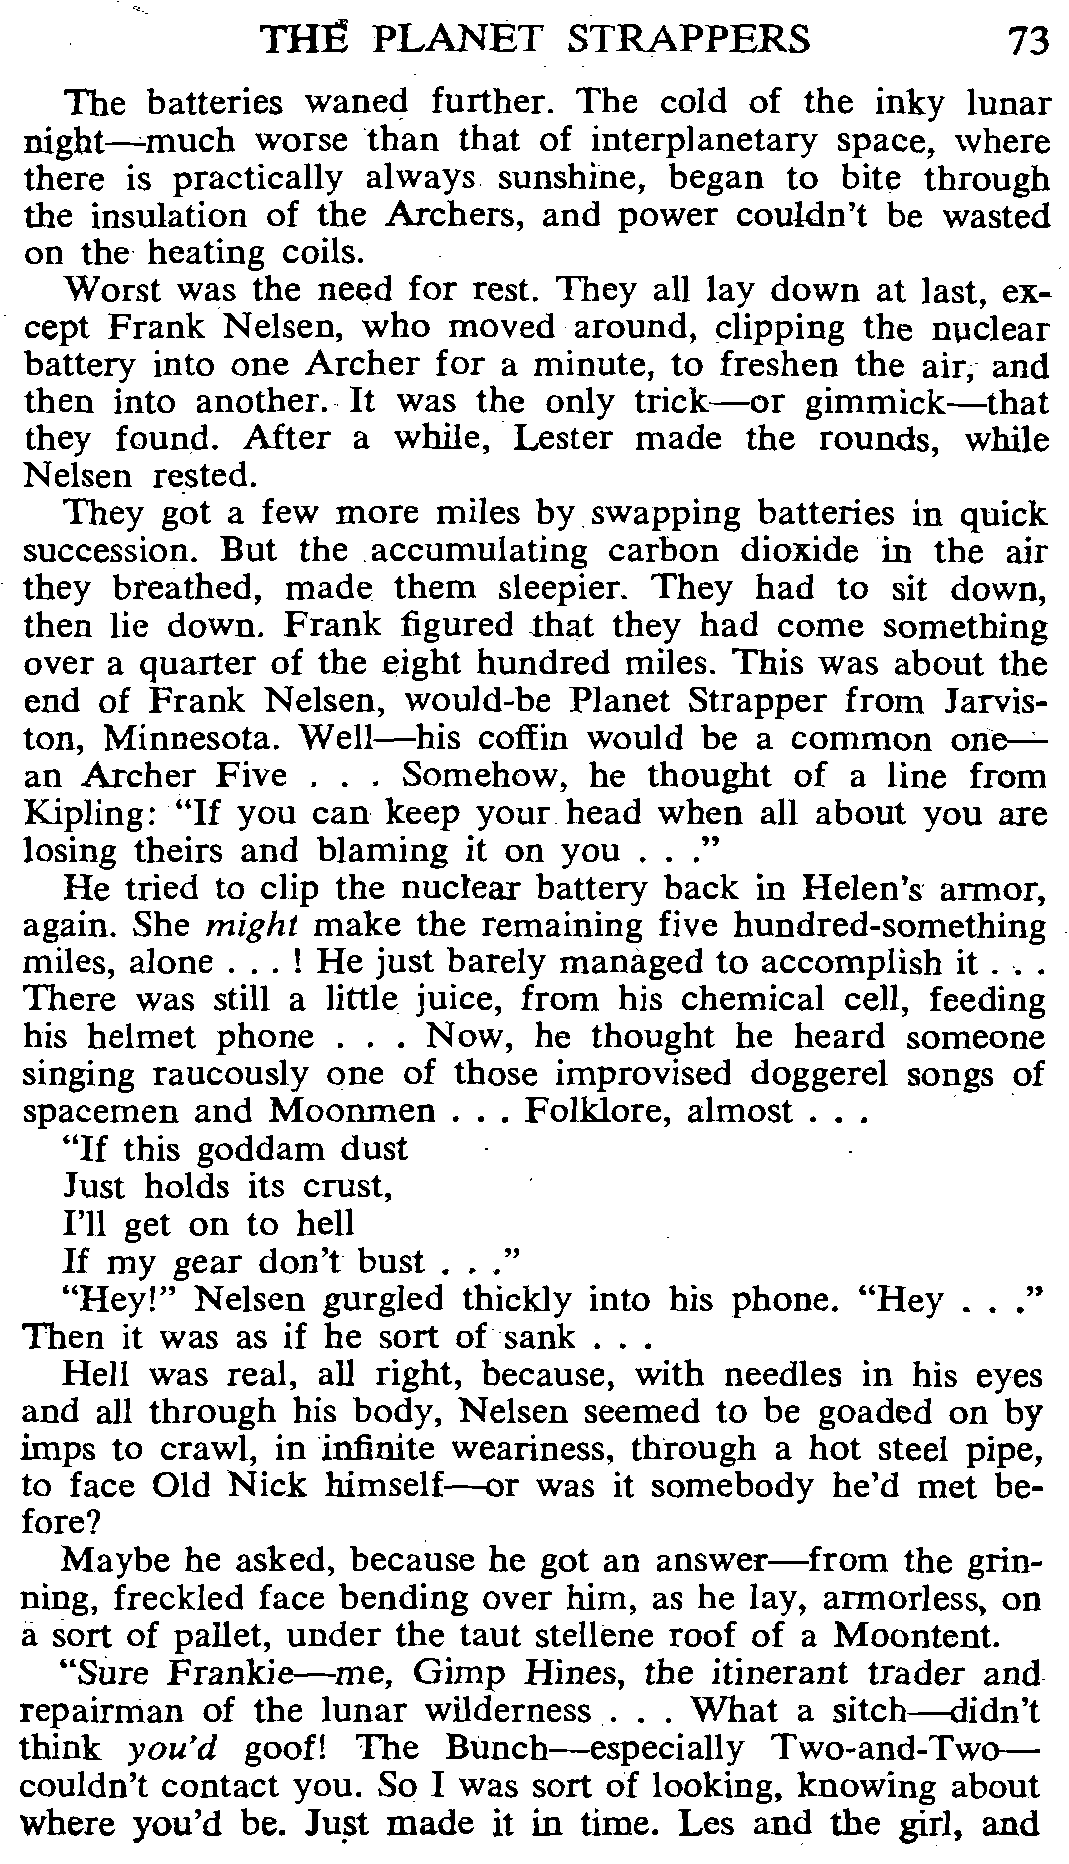 THE PLANET STRAPPERS 73
The batteries waned further. The cold of the inky lunar
night—much worse than that of interplanetary space, where
there is practically always sunshine, began to bite through
the insulation of the Archers, and power couldn't be wasted
on the heating coils.
Worst was the need for rest. They all lay down at last, ex-
cept Frank Nelsen, who moved around, clipping the nuclear
battery into one Archer for a minute, to freshen the air, and
then into another. It was the only trick—or gimmick—that
they found. After a while, Lester made the rounds, while
Nelsen rested.
They got a few more miles by swapping batteries in quick
succession. But the accumulating carbon dioxide in the air
they breathed, made them sleepier. They had to sit down,
then lie down. Frank figured that they had come something
over a quarter of the eight hundred miles. This was about the
end of Frank Nelsen, would-be Planet Strapper from Jarvis-
ton, Minnesota. Well—his coffin would be a common one—
an Archer Five . . . Somehow, he thought of a line from
Kipling: “If you can keep your head when all about you are
losing theirs and blaming it on you . . .”
He tried to clip the nuclear battery back in Helen's armor,
again. She might make the remaining five hundred-something
miles, alone . . . ! He just barely managed to accomplish it . . .
There was still a little juice, from his chemical cell, feeding
his helmet phone . . . Now, he thought he heard someone
singing raucously one of those improvised doggerel songs of
spacemen and Moonmen . . . Folklore, almost . . .
“If this goddam dust
Just holds its crust,
I'll get on to hell
If my gear don't bust . . .”
“Hey!” Nelsen gurgled thickly into his phone. “Hey . . .”
Then it was as if he sort of sank . . .
Hell was real, all right, because, with needles in his eyes
and all through his body, Nelsen seemed to be goaded on by
imps to crawl, in infinite weariness, through a hot steel pipe,
to face Old Nick himself—or was it somebody he'd met be-
fore?
Maybe he asked, because he got an answer—from the grin-
ning, freckled face bending over him, as he lay, armorless, on
a sort of pallet, under the taut stellene roof of a Moontent.
“Sure Frankie—me, Gimp Hines, the itinerant trader and
repairman of the lunar wilderness . . . What a sitch—didn't
think you'd goof! The Bunch—especially Two-and-Two—
couldn't contact you. So I was sort of looking, knowing about
where you'd be. Just made it in time. Les and the girl, and